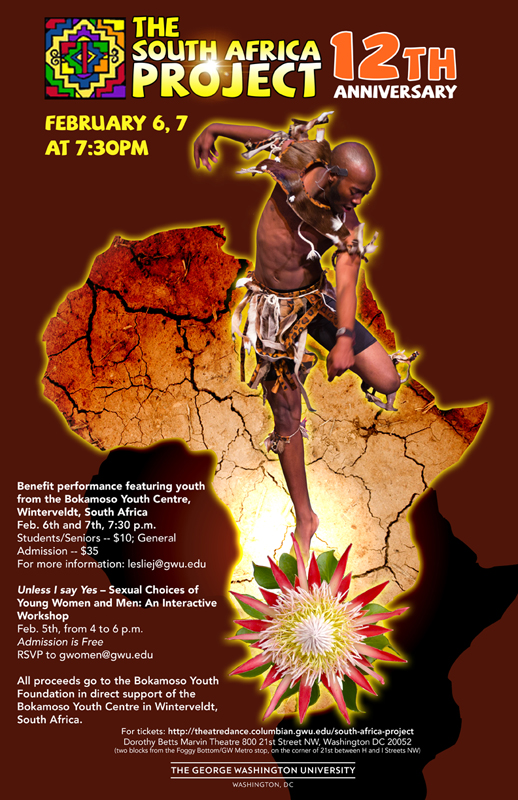 THE
SOUTH AFRICA
PROJECT
12TH
ANNIVERSARY
FEBRUARY 6, 7
AT 7:30PM
Benefit performance featuring youth
from the Bokamoso Youth Centre,
Winterveldt, South Africa
Feb. 6th and 7th, 7:30 p.m.
Students/Seniors -- $10; General
Admission -- $35
For more information: lesliej@gwu.edu
Unless I say Yes – Sexual Choices of
Young Women and Men: An Interactive
Workshop
Feb. 5th, from 4 to 6 p.m.
Admission is Free
RSVP to gwomen@gwu.edu
All proceeds go to the Bokamoso Youth
Foundation in direct support of the
Bokamoso Youth Centre in Winterveldt,
South Africa.
For tickets: http://theatredance.columbian.gwu.edu/south-africa-project
Dorothy Betts Marvin Theatre 800 21st Street NW, Washington DC 20052
(two blocks from the Foggy Bottom/GW Metro stop, on the corner of 21st between H and I Streets NW)
THE GEORGE WASHINGTON UNIVERSITY
WASHINGTON, DC